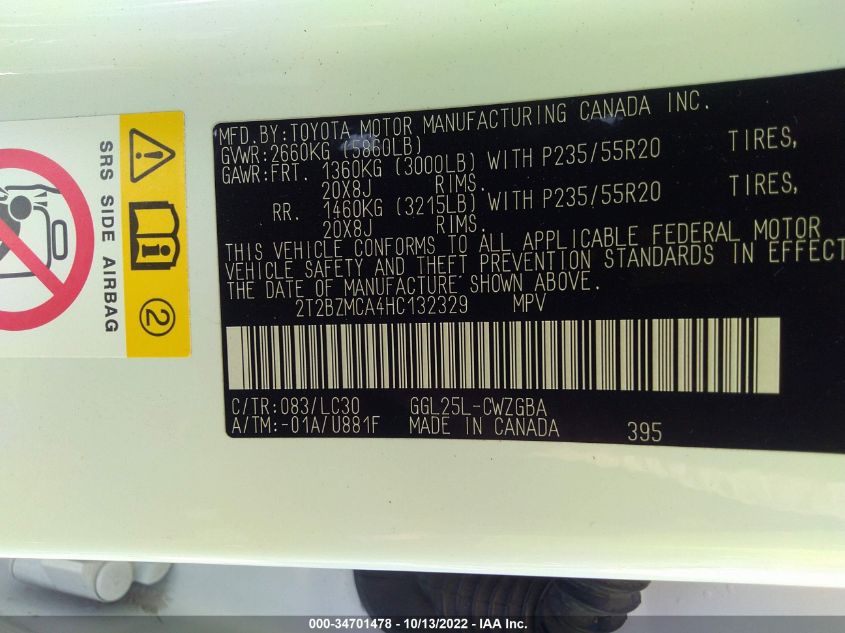 MFD.BY:TOYOTA MOTOR MANUFACTURING CANADA INC.
GVWR:2660KG (5860LB)
GAWR:FRT. 1360KG (3000LB) WITH P235/55R20 TIRES,
20X8J RIMS.
RR. 1460KG (3215LB) WITH P235/55R20 TIRES,
20X8J RIMS.
THIS VEHICLE CONFORMS TO ALL APPLICABLE FEDERAL MOTOR
VEHICLE SAFETY AND THEFT PREVENTION STANDARDS IN EFFECT
THE DATE OF MANUFACTURE SHOWN ABOVE.
2T2BZMCA4HC132329 MPV
C/TR:083/LC30 GGL25L-CWZGBA
A/TM:-01A/U881F MADE IN CANADA 395
SRS SIDE AIRBAG
2
000-34701478 - 10/13/2022 - IAA Inc.